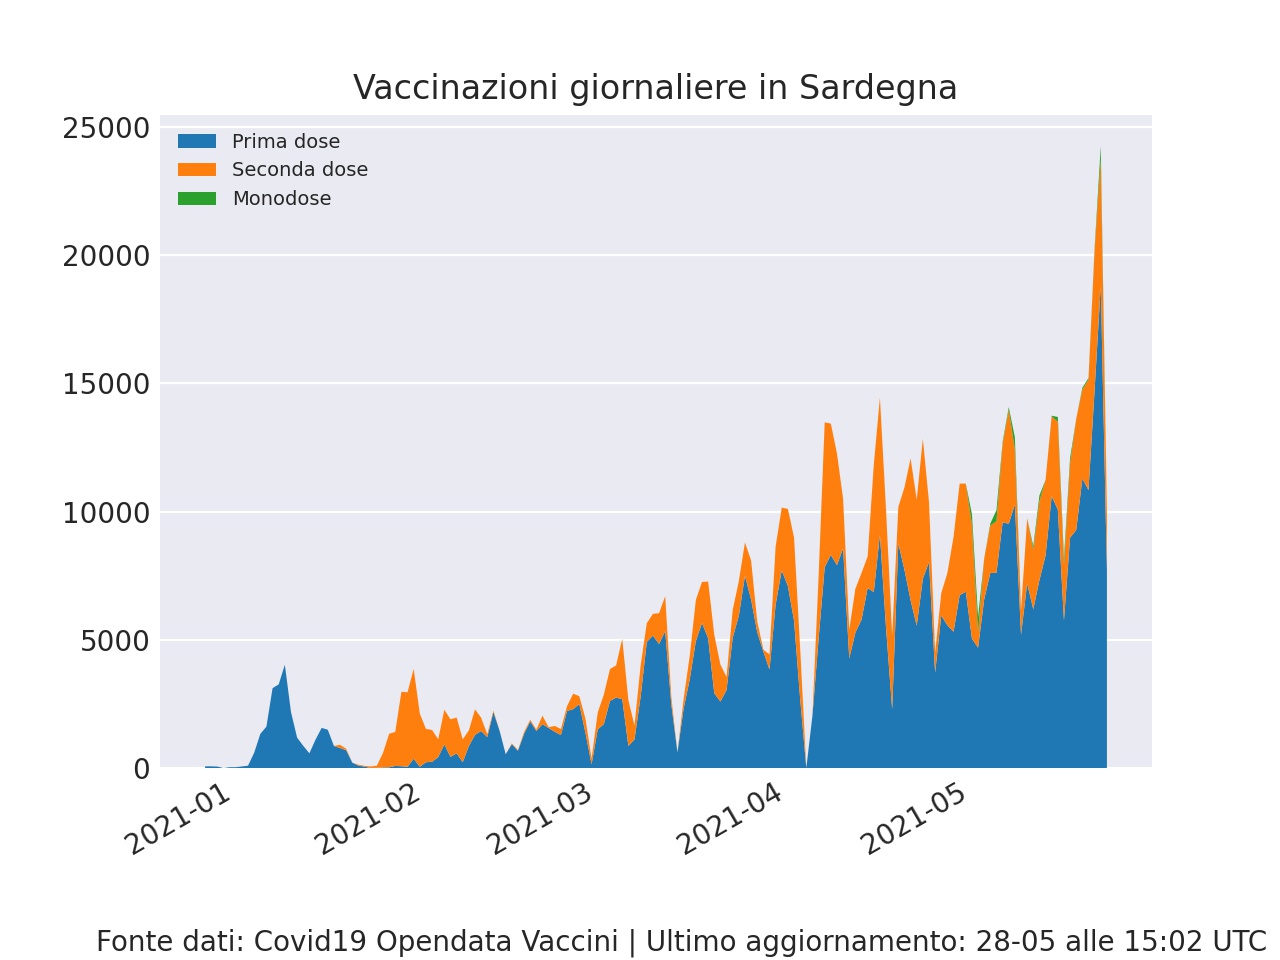 Vaccinazioni giornaliere in Sardegna
25000
20000
15000
10000
5000
0
Prima dose
Seconda dose
Monodose
2021-01
2021-02
2021-03
2021-04
2021-05
Fonte dati: Covid19 Opendata Vaccini | Ultimo aggiornamento: 28-05 alle 15:02 UTC